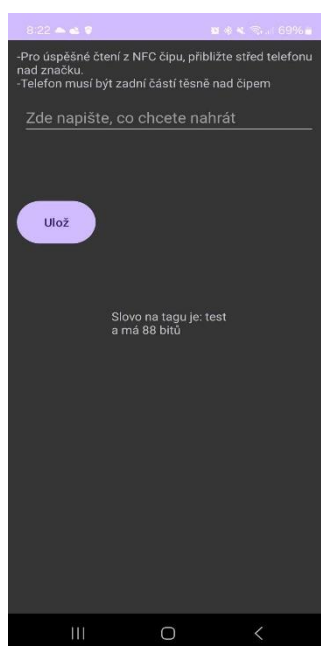 8:22
69%
-Pro úspěšné čtení z NFC čipu, přibližte střed telefonu
nad značku.
-Telefon musí být zadní částí těsně nad čipem
Zde napište, co chcete nahrát
Ulož
Slovo na tagu je: test
a má 88 bitů